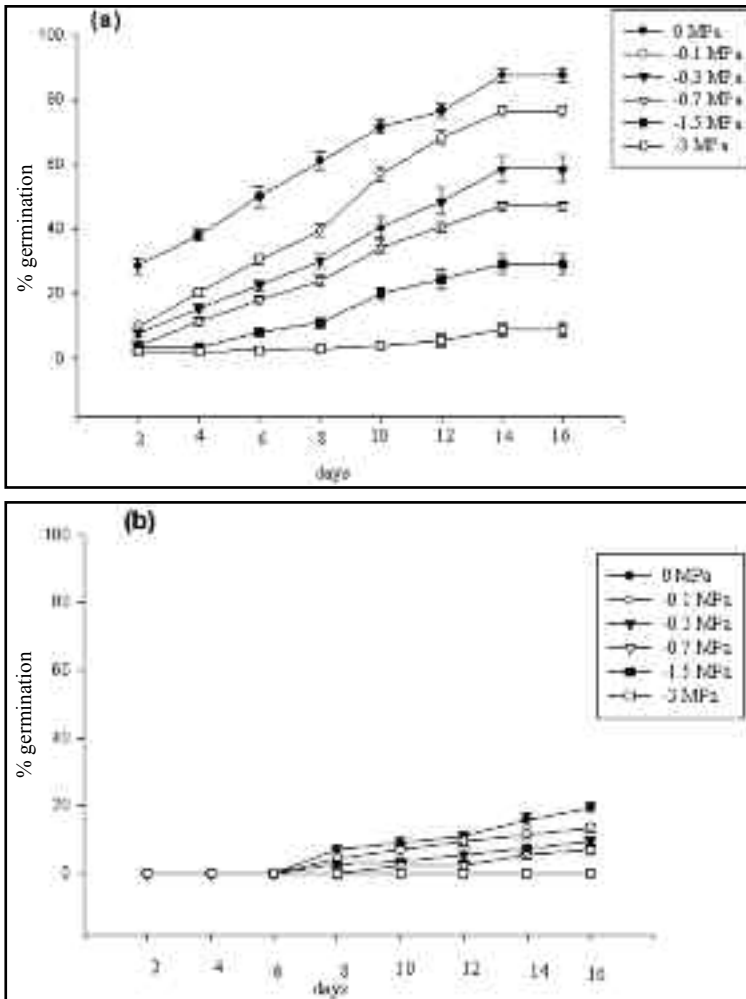 (a)
100
80
60
40
20
0
% germination
2 4 6 8 10 12 14 16
days
0 MPa
-0.1 MPa
-0.3 MPa
-0.7 MPa
-1.5 MPa
-3 MPa
(b)
100
80
60
40
20
0
% germination
2 4 6 8 10 12 14 16
days
0 MPa
-0.1 MPa
-0.3 MPa
-0.7 MPa
-1.5 MPa
-3 MPa